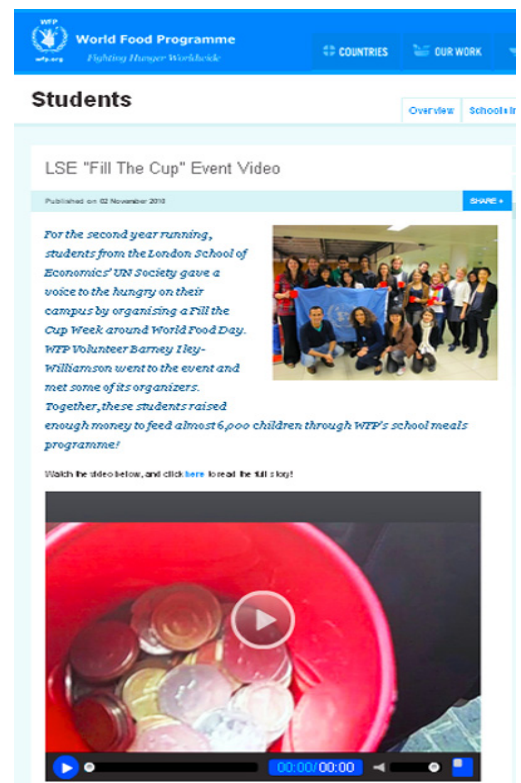 WFP
wfp.org
World Food Programme
Fighting Hunger Worldwide
COUNTRIES
OUR WORK
Students
Overview
Schools In
LSE "Fill The Cup" Event Video
Published on 02 November 2010
SHARE +
For the second year running,
students from the London School of
Economics' UN Society gave a
voice to the hungry on their
campus by organising a Fill the
Cup Week around World Food Day.
WFP Volunteer Barney Iley-
Williamson went to the event and
met some of its organizers.
Together, these students raised
enough money to feed almost 6,000 children through WFP's school meals
programme!
Watch the video below, and click here to read the full story!
00:00/00:00